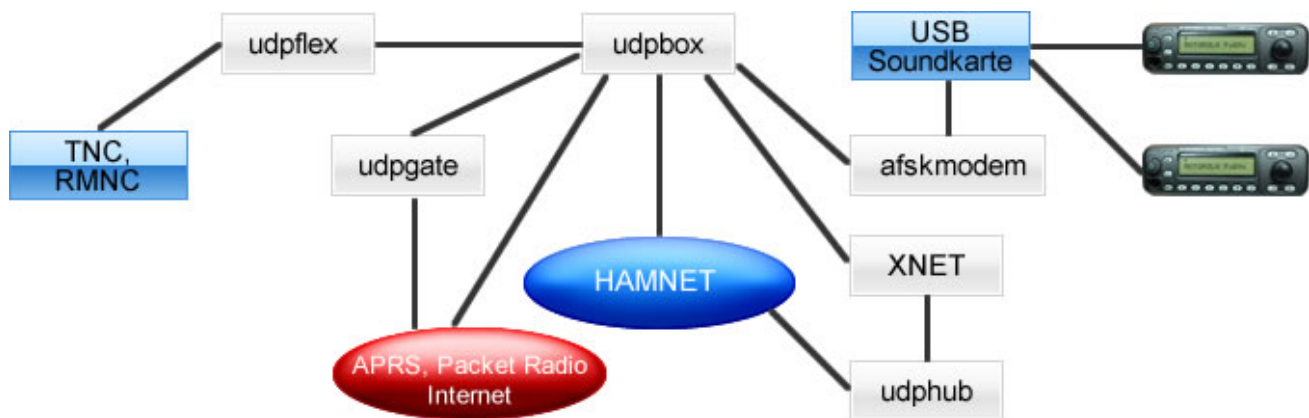 udpflex
udpbox
USB
Soundkarte
TNC,
RMNC
udpgate
afskmodem
HAMNET
XNET
APRS, Packet Radio
Internet
udphub